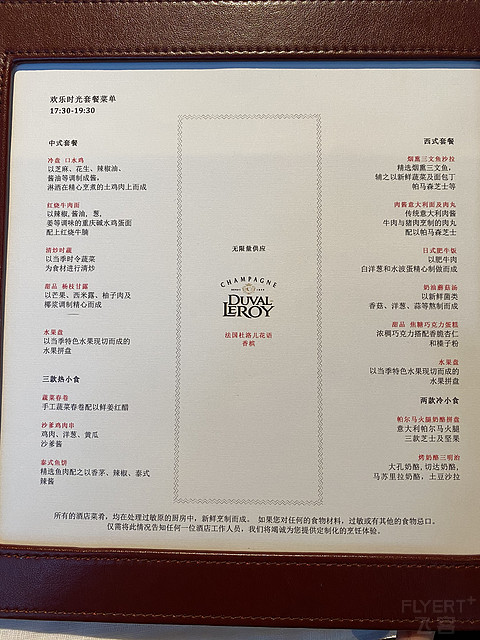 欢乐时光套餐菜单
17:30-19:30
中式套餐
冷盘 口水鸡
以芝麻、花生、辣椒油、
酱油等调制成酱，
淋洒在精心烹煮的土鸡肉上而成
红烧牛肉面
以辣椒,酱油，葱,
姜等调味的重庆碱水鸡蛋面
配上红烧牛腩
清炒时蔬
以当季时令蔬菜
为食材进行清炒
甜品 杨枝甘露
以芒果、西米露、柚子肉及
椰浆调制精心而成
水果盘
以当季特色水果现切而成的
水果拼盘
三款热小食
蔬菜春卷
手工蔬菜春卷配以鲜姜红醋
沙爹鸡肉串
鸡肉、洋葱、黄瓜
沙爹酱
泰式鱼饼
精选鱼肉配之以香茅、辣椒、泰式
辣酱
无限量供应
CHAMPAGNE
DUVAL
LEROY
法国杜洛儿花语
香槟
西式套餐
烟熏三文鱼沙拉
精选烟熏三文鱼，
辅之以新鲜蔬菜及面包丁
帕马森芝士等
肉酱意大利面及肉丸
传统意大利肉酱
牛肉与猪肉烹制的肉丸
配以帕马森芝士
日式肥牛饭
以肥牛肉
白洋葱和水波蛋精心制做而成
奶油蘑菇汤
以新鲜菌类
香菇、洋葱、蒜等熬制而成
甜品 焦糖巧克力蛋糕
浓稠巧克力搭配香脆杏仁
和榛子粉
水果盘
以当季特色水果现切而成的
水果拼盘
两款冷小食
帕尔马火腿奶酪拼盘
意大利帕尔马火腿
三款芝士及坚果
烤奶酪三明治
大孔奶酪, 切达奶酪,
马苏里拉奶酪，土豆沙拉
所有的酒店菜肴，均在处理过敏原的厨房中，新鲜烹制而成。 如果您对任何的食物材料，过敏或有其他的食物忌口。
仅需将此情况告知任何一位酒店工作人员，我们将竭诚为您提供定制化的烹饪体验。
FLYERT